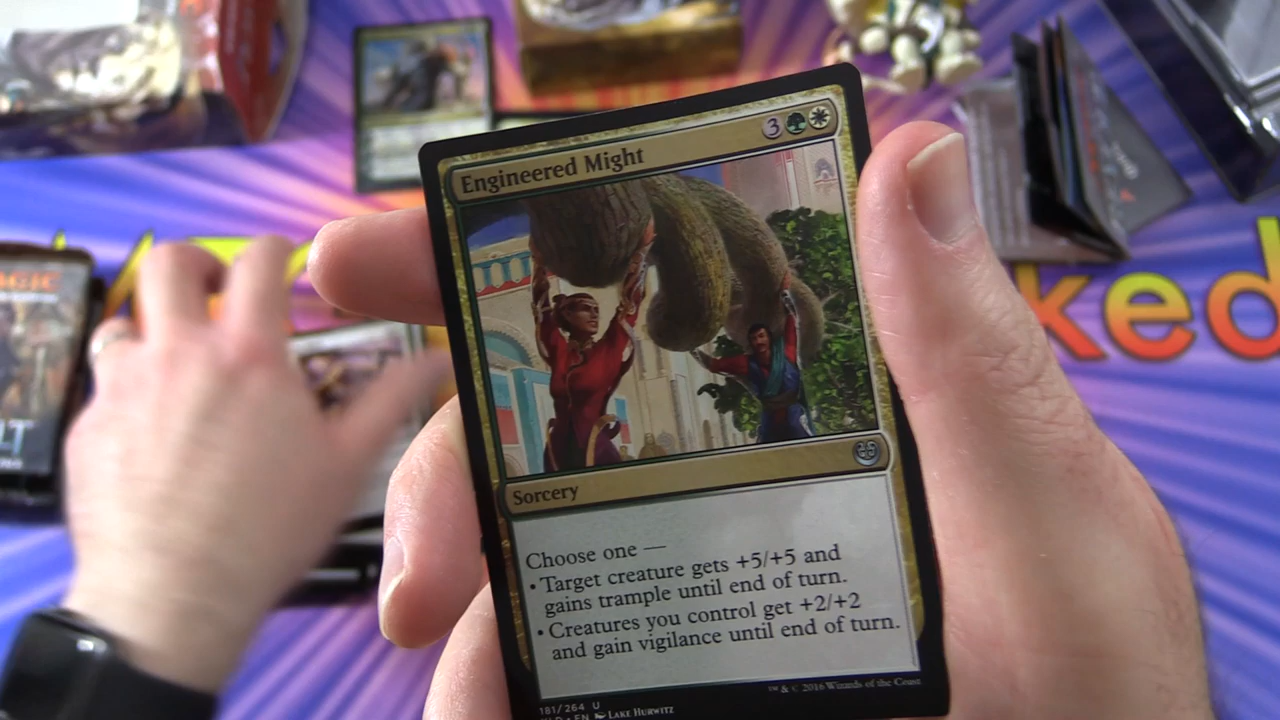 Engineered Might 3
Sorcery
Choose one —
• Target creature gets +5/+5 and
gains trample until end of turn.
• Creatures you control get +2/+2
and gain vigilance until end of turn.
™ & © 2016 Wizards of the Coast
181/264 U
KLD • EN Lake Hurwitz
MAGIC
ked